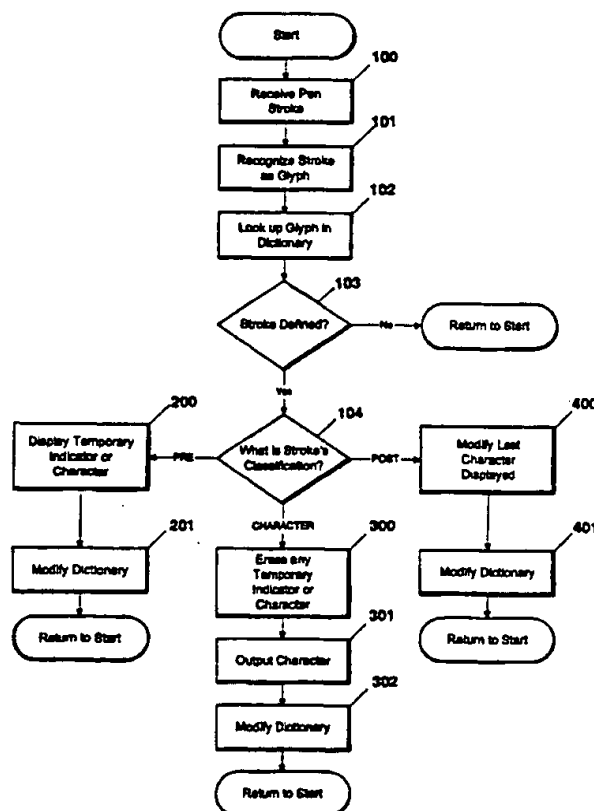 Start
100
Receive Pen
Stroke
101
Recognize Stroke
as Glyph
102
Look up Glyph in
Dictionary
103
Stroke Defined?
No
Return to Start
Yes
104
What is Stroke's
Classification?
PRE
POST
CHARACTER
200
Display Temporary
Indicator or
Character
201
Modify Dictionary
Return to Start
300
Erase any
Temporary
Indicator or
Character
301
Output Character
302
Modify Dictionary
Return to Start
400
Modify Last
Character
Displayed
401
Modify Dictionary
Return to Start